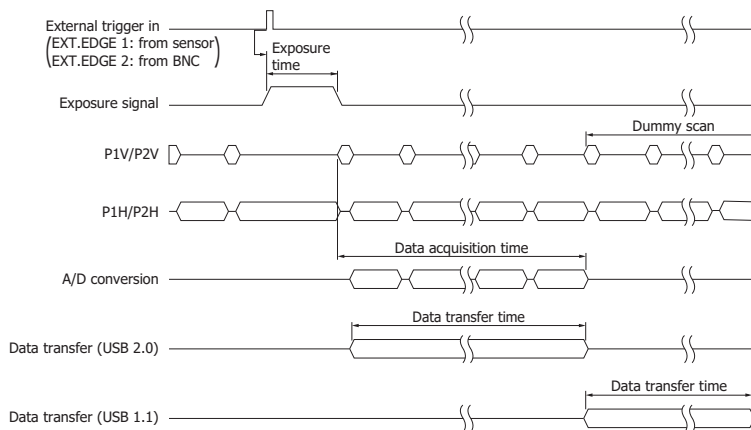 External trigger in
(EXT.EDGE 1: from sensor
EXT.EDGE 2: from BNC)
Exposure
time
Exposure signal
Dummy scan
P1V/P2V
P1H/P2H
Data acquisition time
A/D conversion
Data transfer time
Data transfer (USB 2.0)
Data transfer time
Data transfer (USB 1.1)